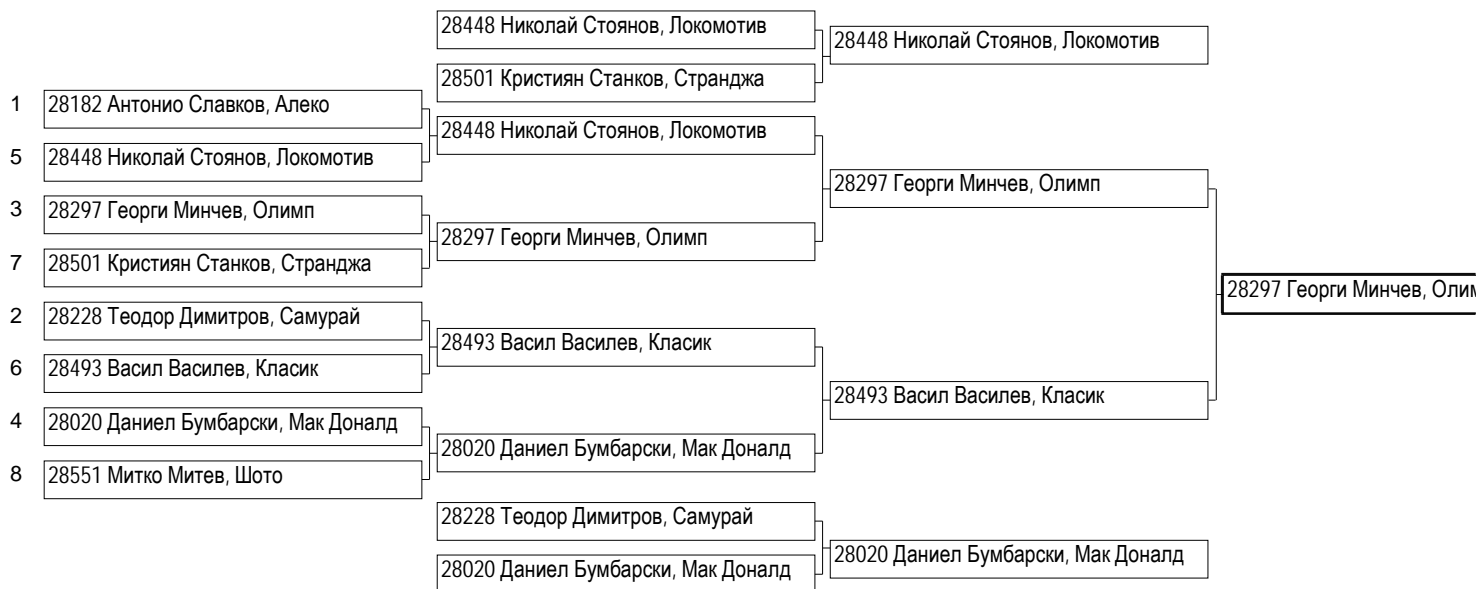 28448 Николай Стоянов, Локомотив
28448 Николай Стоянов, Локомотив
28501 Кристиян Станков, Странджа
1 28182 Антонио Славков, Алеко
28448 Николай Стоянов, Локомотив
5 28448 Николай Стоянов, Локомотив
28297 Георги Минчев, Олимп
3 28297 Георги Минчев, Олимп
28297 Георги Минчев, Олимп
7 28501 Кристиян Станков, Странджа
28297 Георги Минчев,
2 28228 Теодор Димитров, Самурай
28493 Васил Василев, Класик
6 28493 Васил Василев, Класик
28493 Васил Василев, Класик
4 28020 Даниел Бумбарски, Мак Доналд
28020 Даниел Бумбарски, Мак Доналд
8 28551 Митко Митев, Шото
28228 Теодор Димитров, Самурай
28020 Даниел Бумбарски, Мак Доналд
28020 Даниел Бумбарски, Мак Доналд